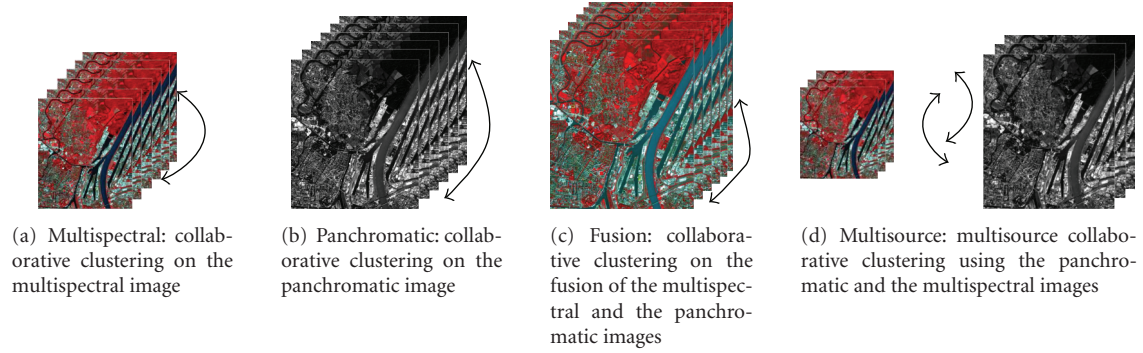 (a) Multispectral: collab-
orative clustering on the
multispectral image
(b) Panchromatic: collab-
orative clustering on the
panchromatic image
(c) Fusion: collabora-
tive clustering on the
fusion of the multispec-
tral and the panchro-
matic images
(d) Multisource: multisource collabo-
rative clustering using the panchro-
matic and the multispectral images